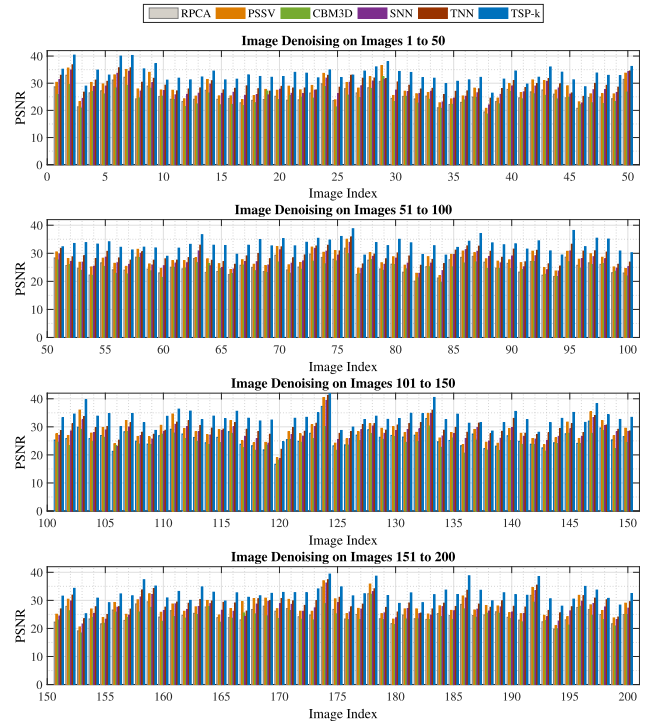 RPCA PSSV CBM3D SNN TNN TSP-k
Image Denoising on Images 1 to 50
PSNR
40
30
20
10
0
0 5 10 15 20 25 30 35 40 45 50
Image Index
Image Denoising on Images 51 to 100
PSNR
40
30
20
10
0
50 55 60 65 70 75 80 85 90 95 100
Image Index
Image Denoising on Images 101 to 150
PSNR
40
30
20
10
0
100 105 110 115 120 125 130 135 140 145 150
Image Index
Image Denoising on Images 151 to 200
PSNR
40
30
20
10
0
150 155 160 165 170 175 180 185 190 195 200
Image Index